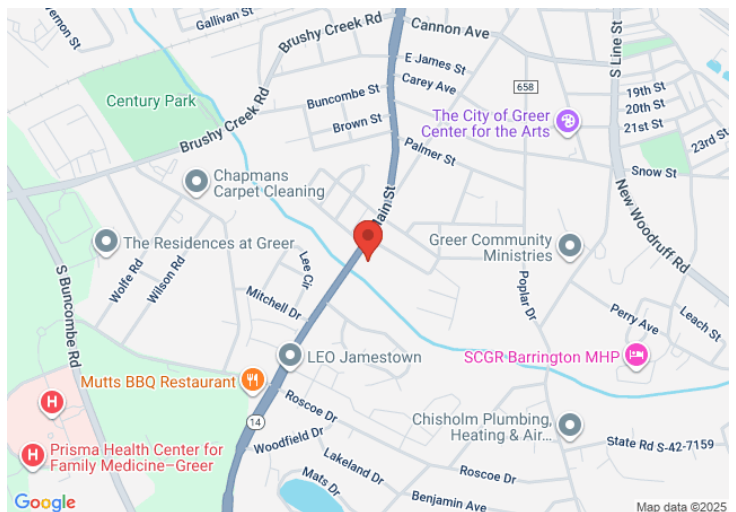 Gallivan St
Brushy Creek Rd
Cannon Ave
S Line St
E James St
Carey Ave
658
19th St
20th St
21st St
23rd St
Century Park
Buncombe St
Brown St
The City of Greer
Center for the Arts
Brushy Creek Rd
Palmer St
Snow St
Chapmans
Carpet Cleaning
Main St
New Woodruff Rd
The Residences at Greer
Greer Community
Ministries
Lee Cir
Wolfe Rd
Wilson Rd
Poplar Dr
S Buncombe Rd
Mitchell Dr
Perry Ave
Leach St
LEO Jamestown
SCGR Barrington MHP
Mutts BBQ Restaurant
H
Roscoe Dr
14
Chisholm Plumbing,
Heating & Air...
Woodfield Dr
State Rd S-42-7159
H
Prisma Health Center for
Family Medicine–Greer
Lakeland Dr
Roscoe Dr
Mats Dr
Benjamin Ave
Google
Map data ©2025